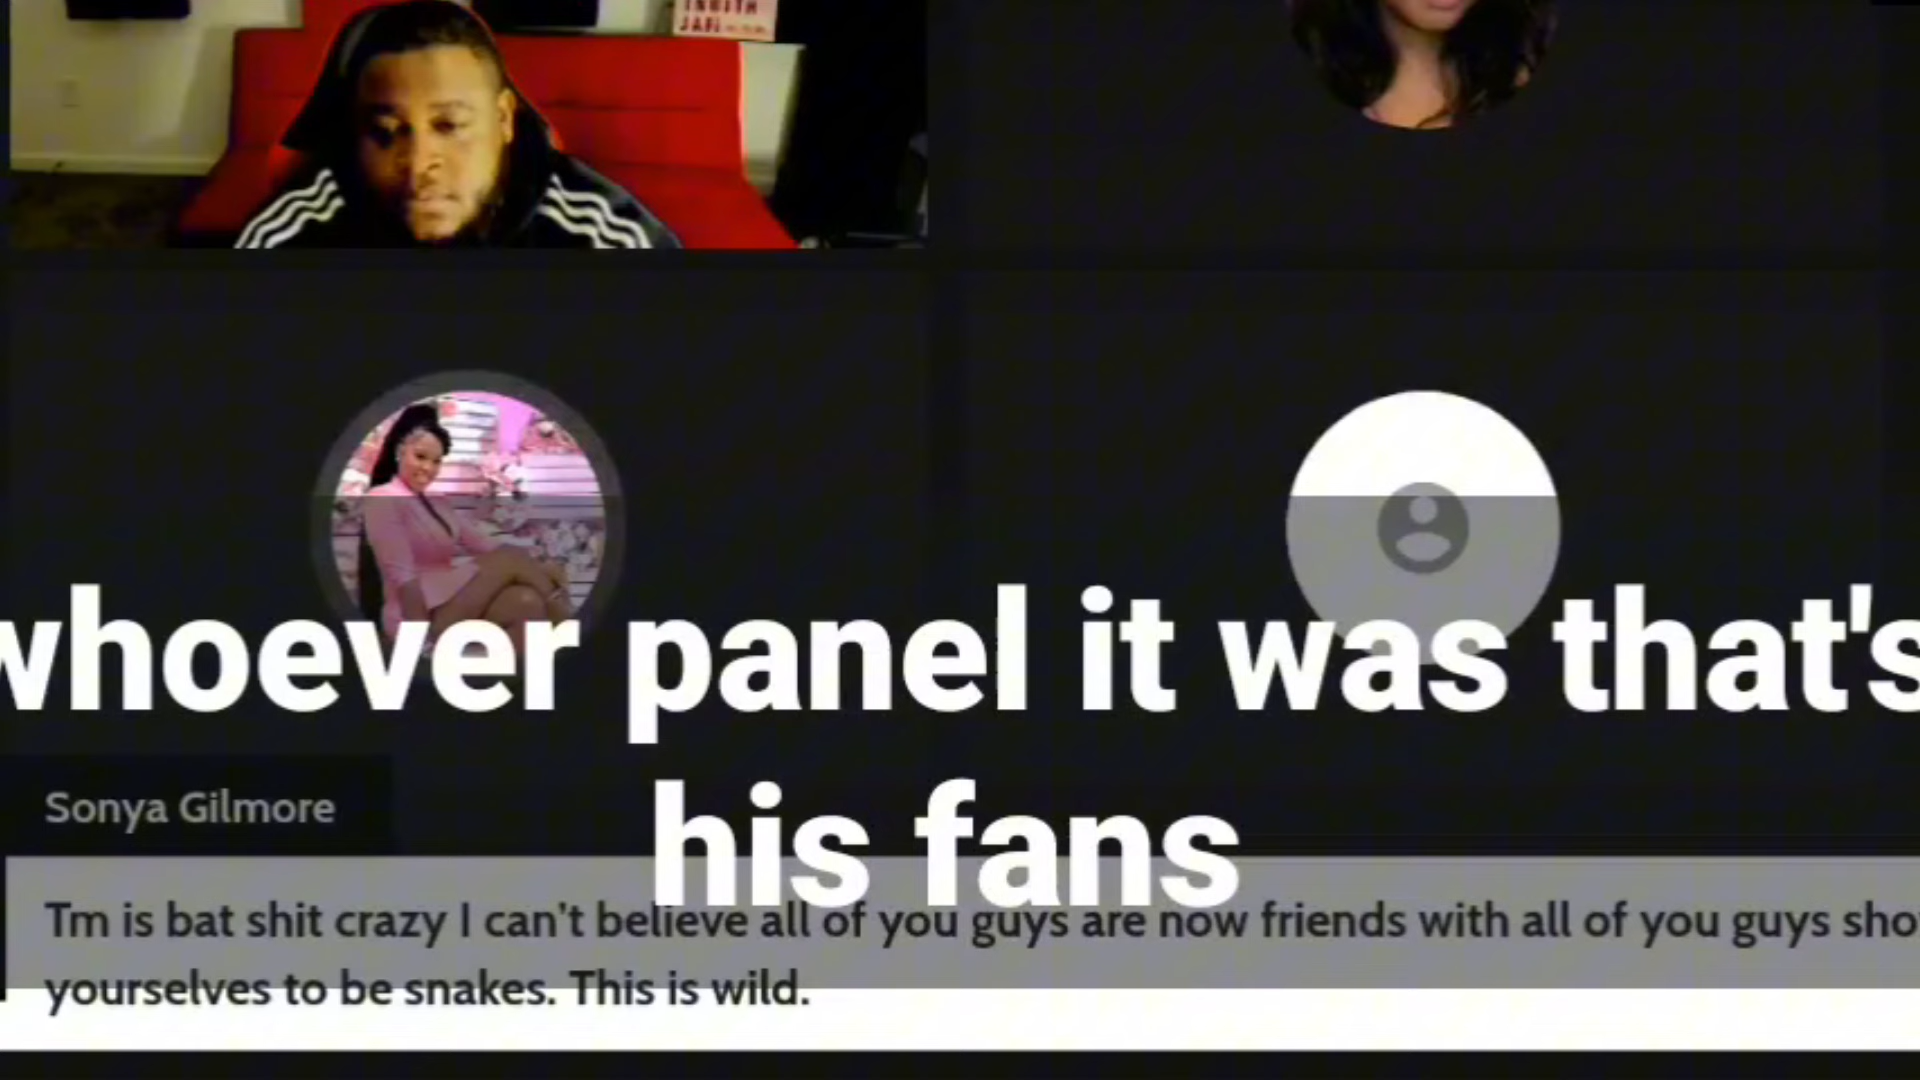 JAFI
whoever panel it was that's
his fans
Sonya Gilmore
Tm is bat shit crazy I can't believe all of you guys are now friends with all of you guys sho
yourselves to be snakes. This is wild.